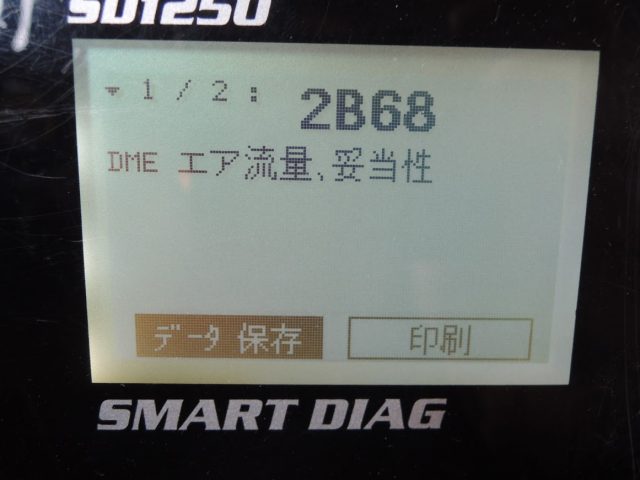 SD1250
▼ 1 / 2 : 2B68
DME エア流量、妥当性
データ 保存 印刷
SMART DIAG